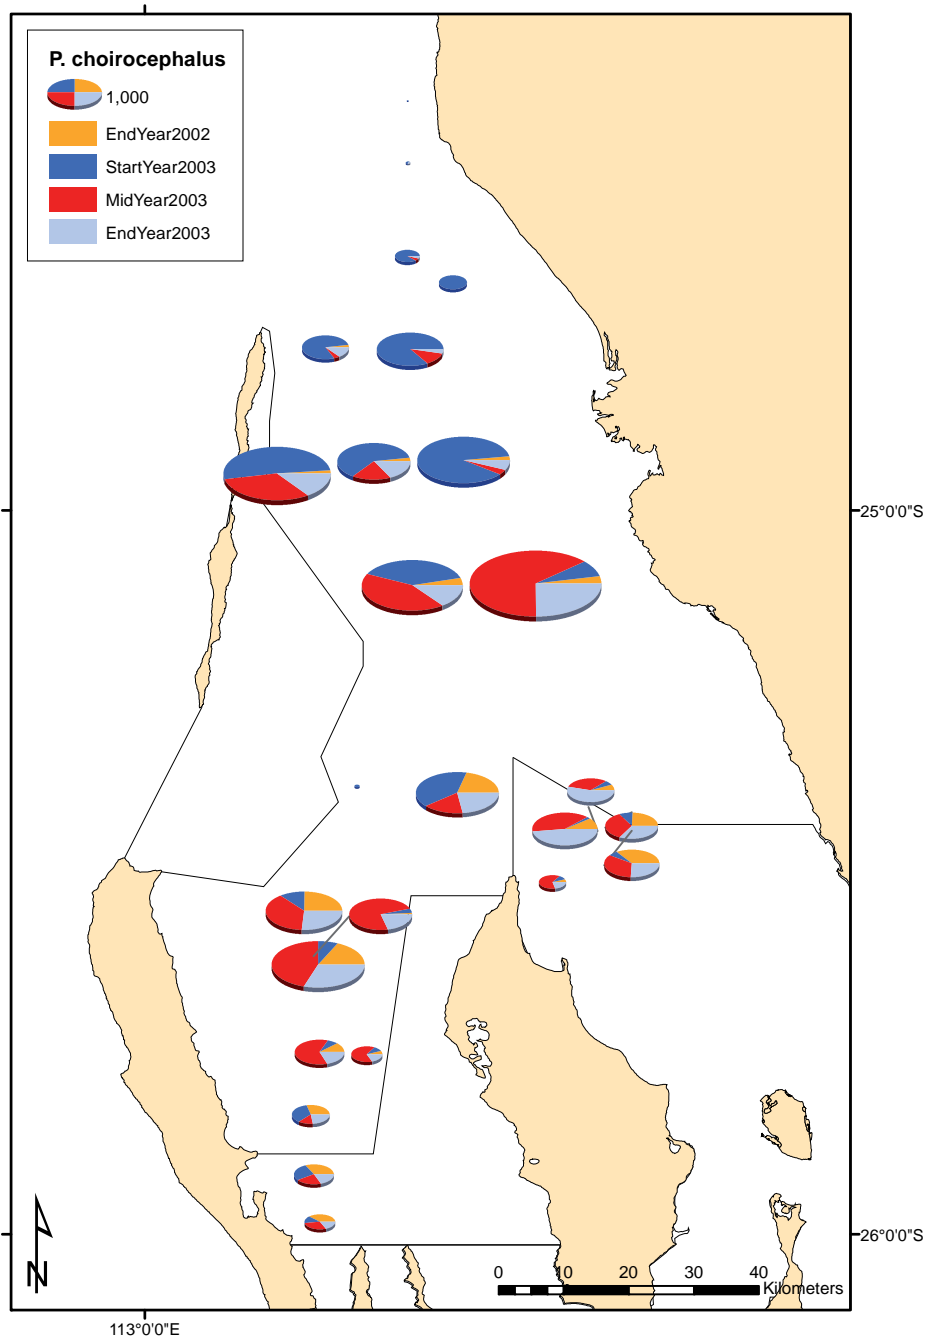 P. choirocephalus
1,000
EndYear2002
StartYear2003
MidYear2003
EndYear2003
25°0'0"S
26°0'0"S
0 10 20 30 40
Kilometers
N
113°0'0"E